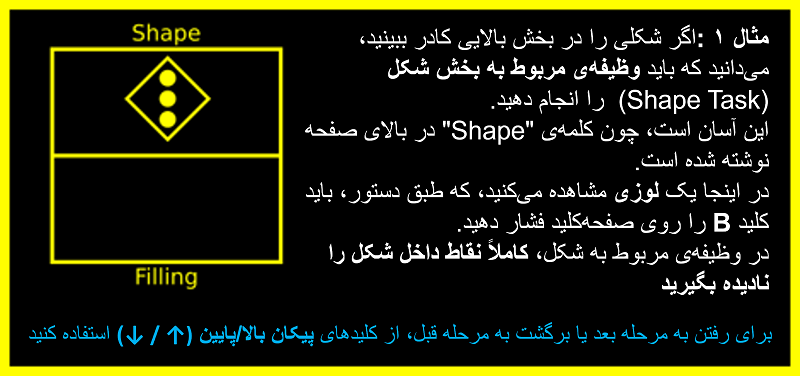 Shape
Filling
مثال ۱ :اگر شکلی را در بخش بالایی کادر ببینید،
می‌دانید که باید وظیفه‌ی مربوط به بخش شکل
(Shape Task) را انجام دهید.
این آسان است، چون کلمه‌ی "Shape" در بالای صفحه
نوشته شده است.
در اینجا یک لوزی مشاهده می‌کنید، که طبق دستور، باید
کلید B را روی صفحه‌کلید فشار دهید.
در وظیفه‌ی مربوط به شکل، کاملاً نقاط داخل شکل را
نادیده بگیرید
برای رفتن به مرحله بعد یا برگشت به مرحله قبل، از کلیدهای پیکان بالا/پایین (↑ / ↓) استفاده کنید